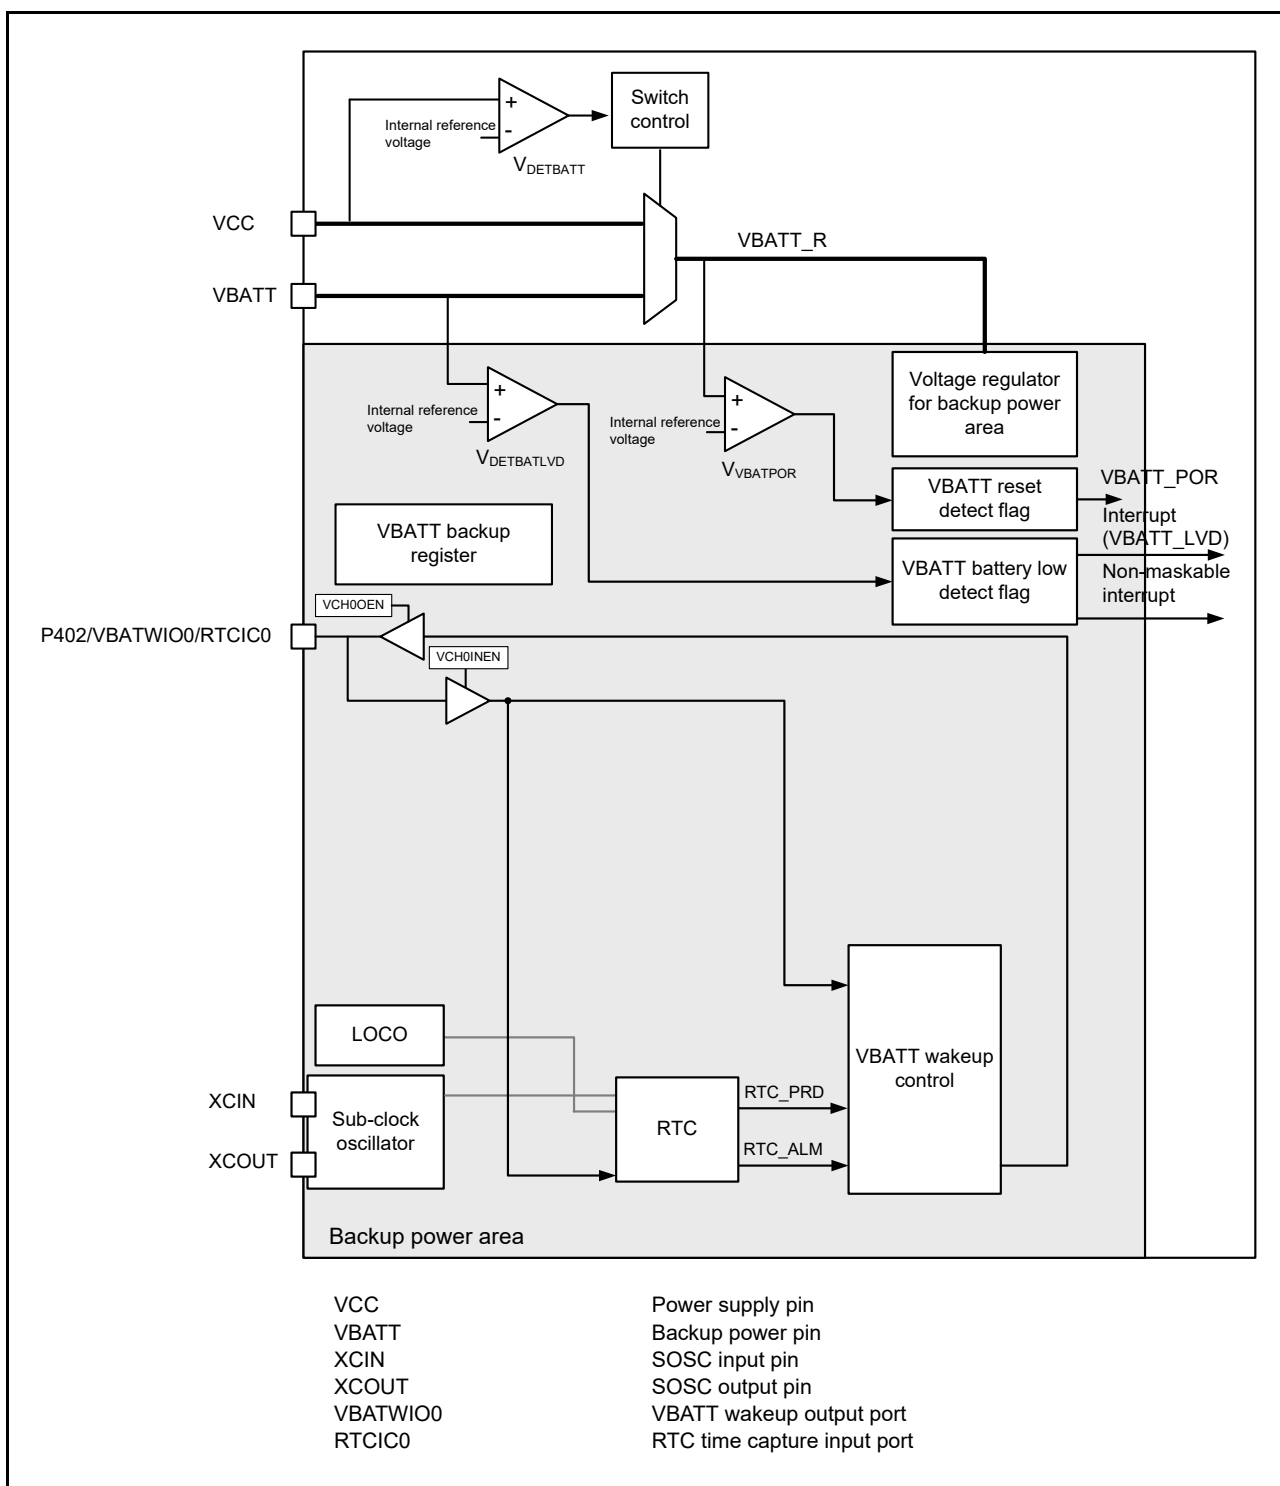 Switch
control
+
Internal reference
voltage
-
VDETBATT
VCC
VBATT_R
VBATT
Voltage regulator
for backup power
area
+
Internal reference
voltage
-
VDETBATLVD
+
Internal reference
voltage
-
VVBATPOR
VBATT reset
detect flag
VBATT_POR
Interrupt
(VBATT_LVD)
VBATT backup
register
VBATT battery low
detect flag
Non-maskable
interrupt
VCH0OEN
P402/VBATWIO0/RTCIC0
VCH0INEN
LOCO
VBATT wakeup
control
XCIN
Sub-clock
oscillator
XCOUT
RTC
RTC_PRD
RTC_ALM
Backup power area
VCC Power supply pin
VBATT Backup power pin
XCIN SOSC input pin
XCOUT SOSC output pin
VBATWIO0 VBATT wakeup output port
RTCIC0 RTC time capture input port